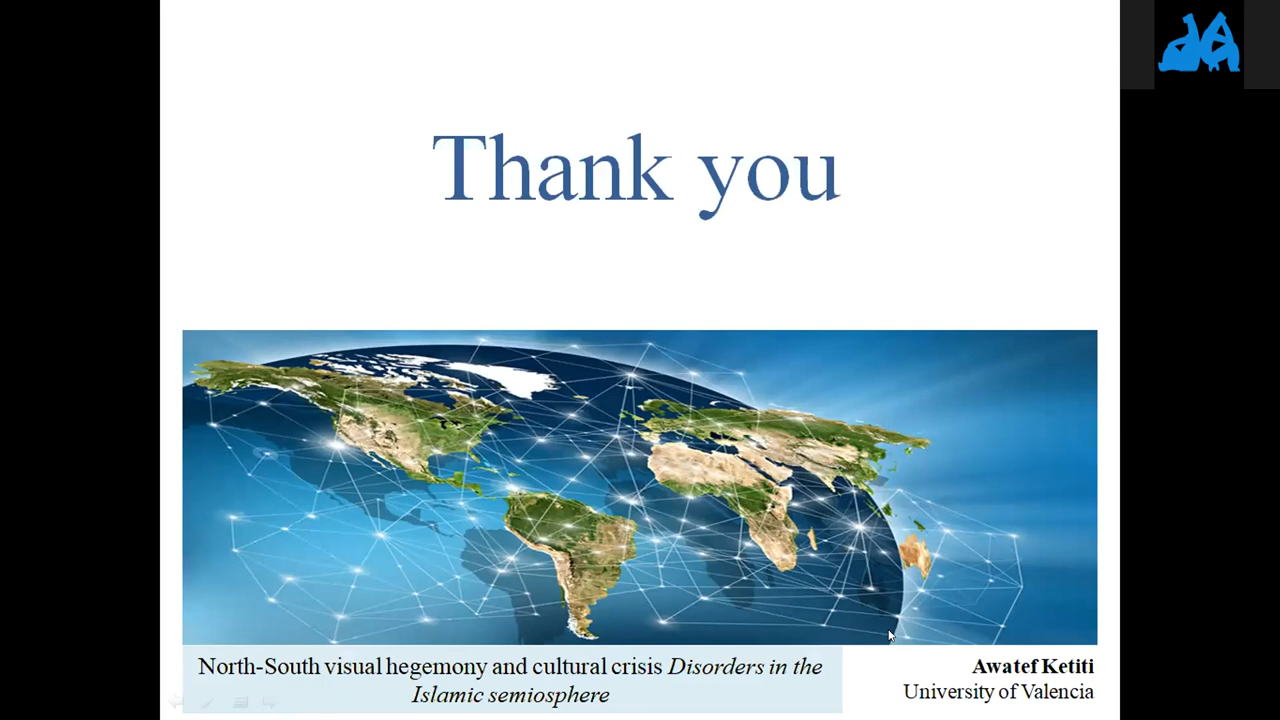 Thank you
North-South visual hegemony and cultural crisis Disorders in the
Islamic semiosphere
Awatef Ketiti
University of Valencia